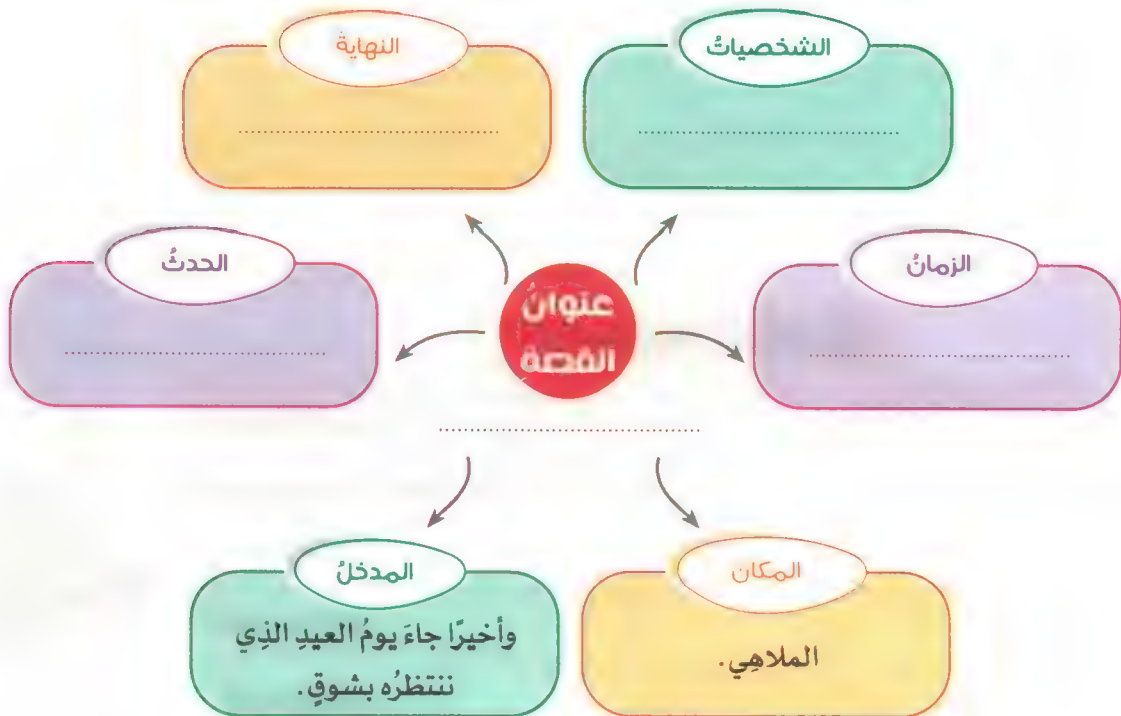 الشخصياتُ
النهايةُ
الزمانُ
الحدثُ
عنوانُ
القصة
المكان
الملاهِي.
المدخلُ
وأخيرًا جاءَ يومُ العيدِ الذِي
ننتظرُه بشوقٍ.